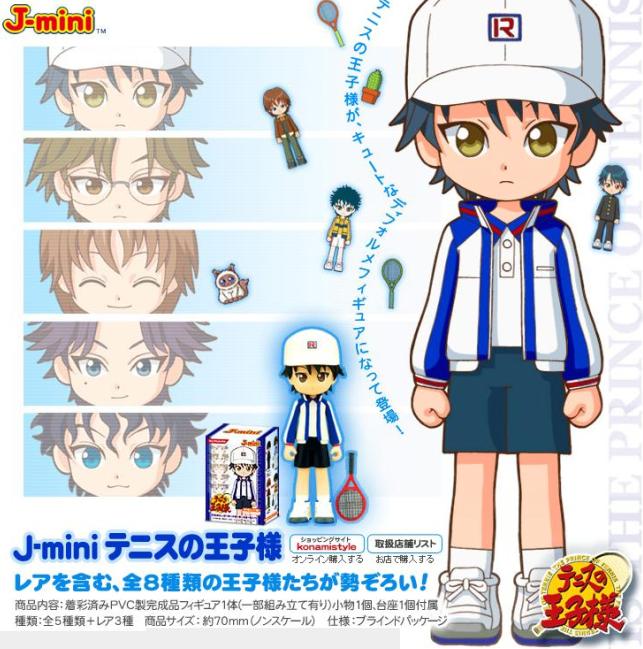 J-mini™
テニスの王子様が、キュートなデフォルメフィギュアになって登場！
R
THE PRINCE OF TENNIS
J-mini
テニスの王子様
J-mini テニスの王子様
ショッピングサイト
konamistyle
オンライン購入する
取扱店舗リスト
お店で購入する
レアを含む、全8種類の王子様たちが勢ぞろい！
商品内容：着彩済みPVC製完成品フィギュア1体(一部組み立て有り)小物1個、台座1個付属
種類：全5種類＋レア3種　商品サイズ：約70mm(ノンスケール)　仕様：ブラインドパッケージ
テニスの王子様